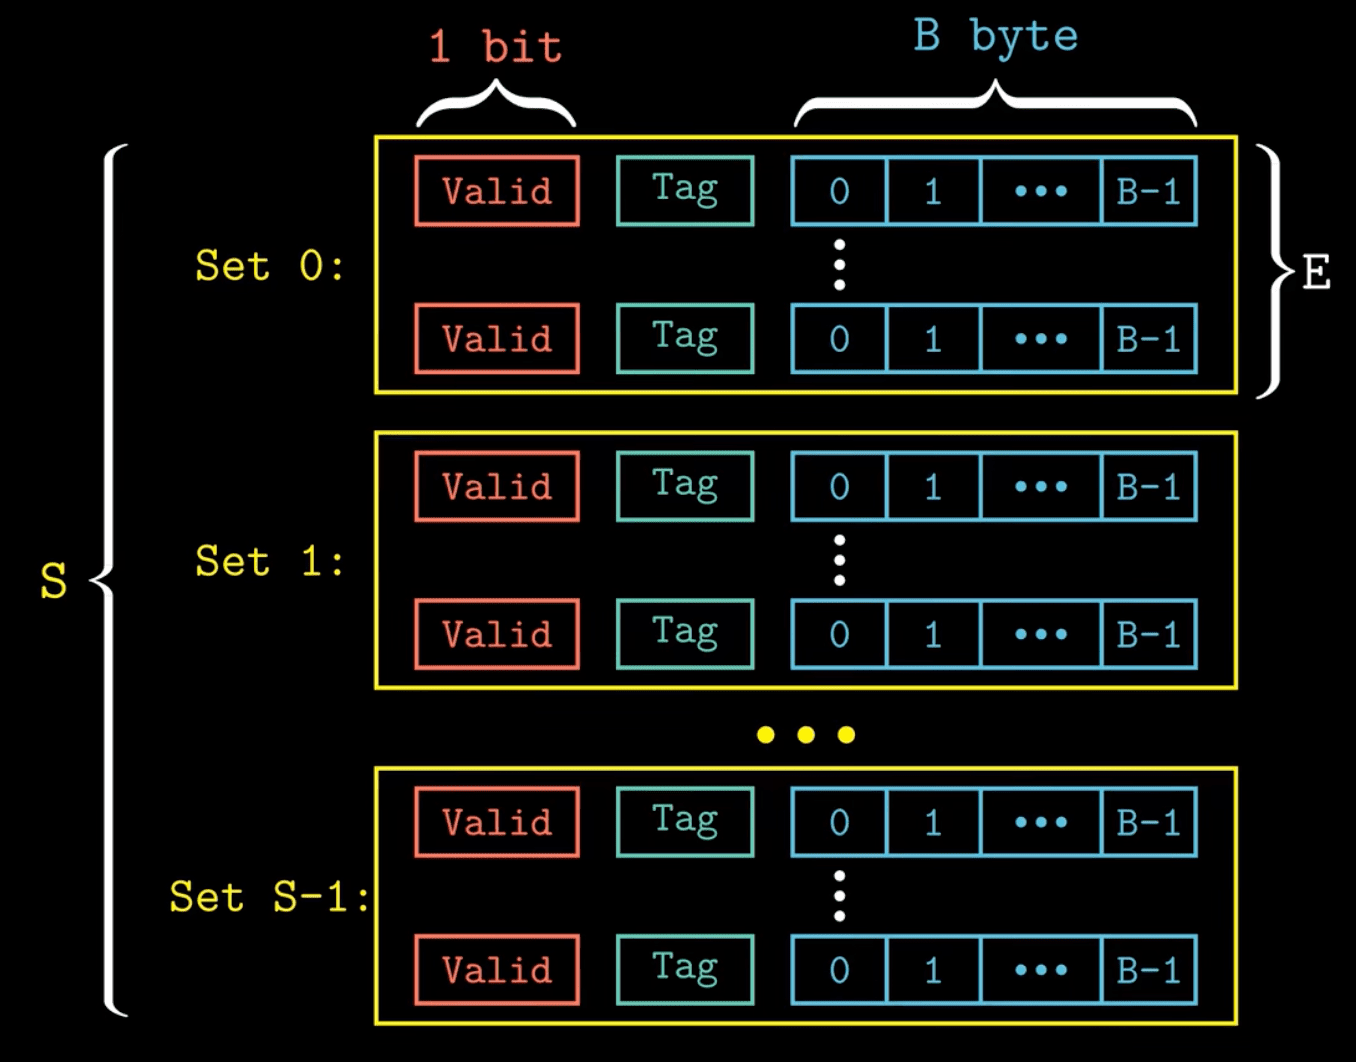 1 bit
B byte
Valid Tag 0 1 ••• B-1
Set 0:
E
Valid Tag 0 1 ••• B-1
Valid Tag 0 1 ••• B-1
Set 1:
S
Valid Tag 0 1 ••• B-1
•••
Valid Tag 0 1 ••• B-1
Set S-1:
Valid Tag 0 1 ••• B-1